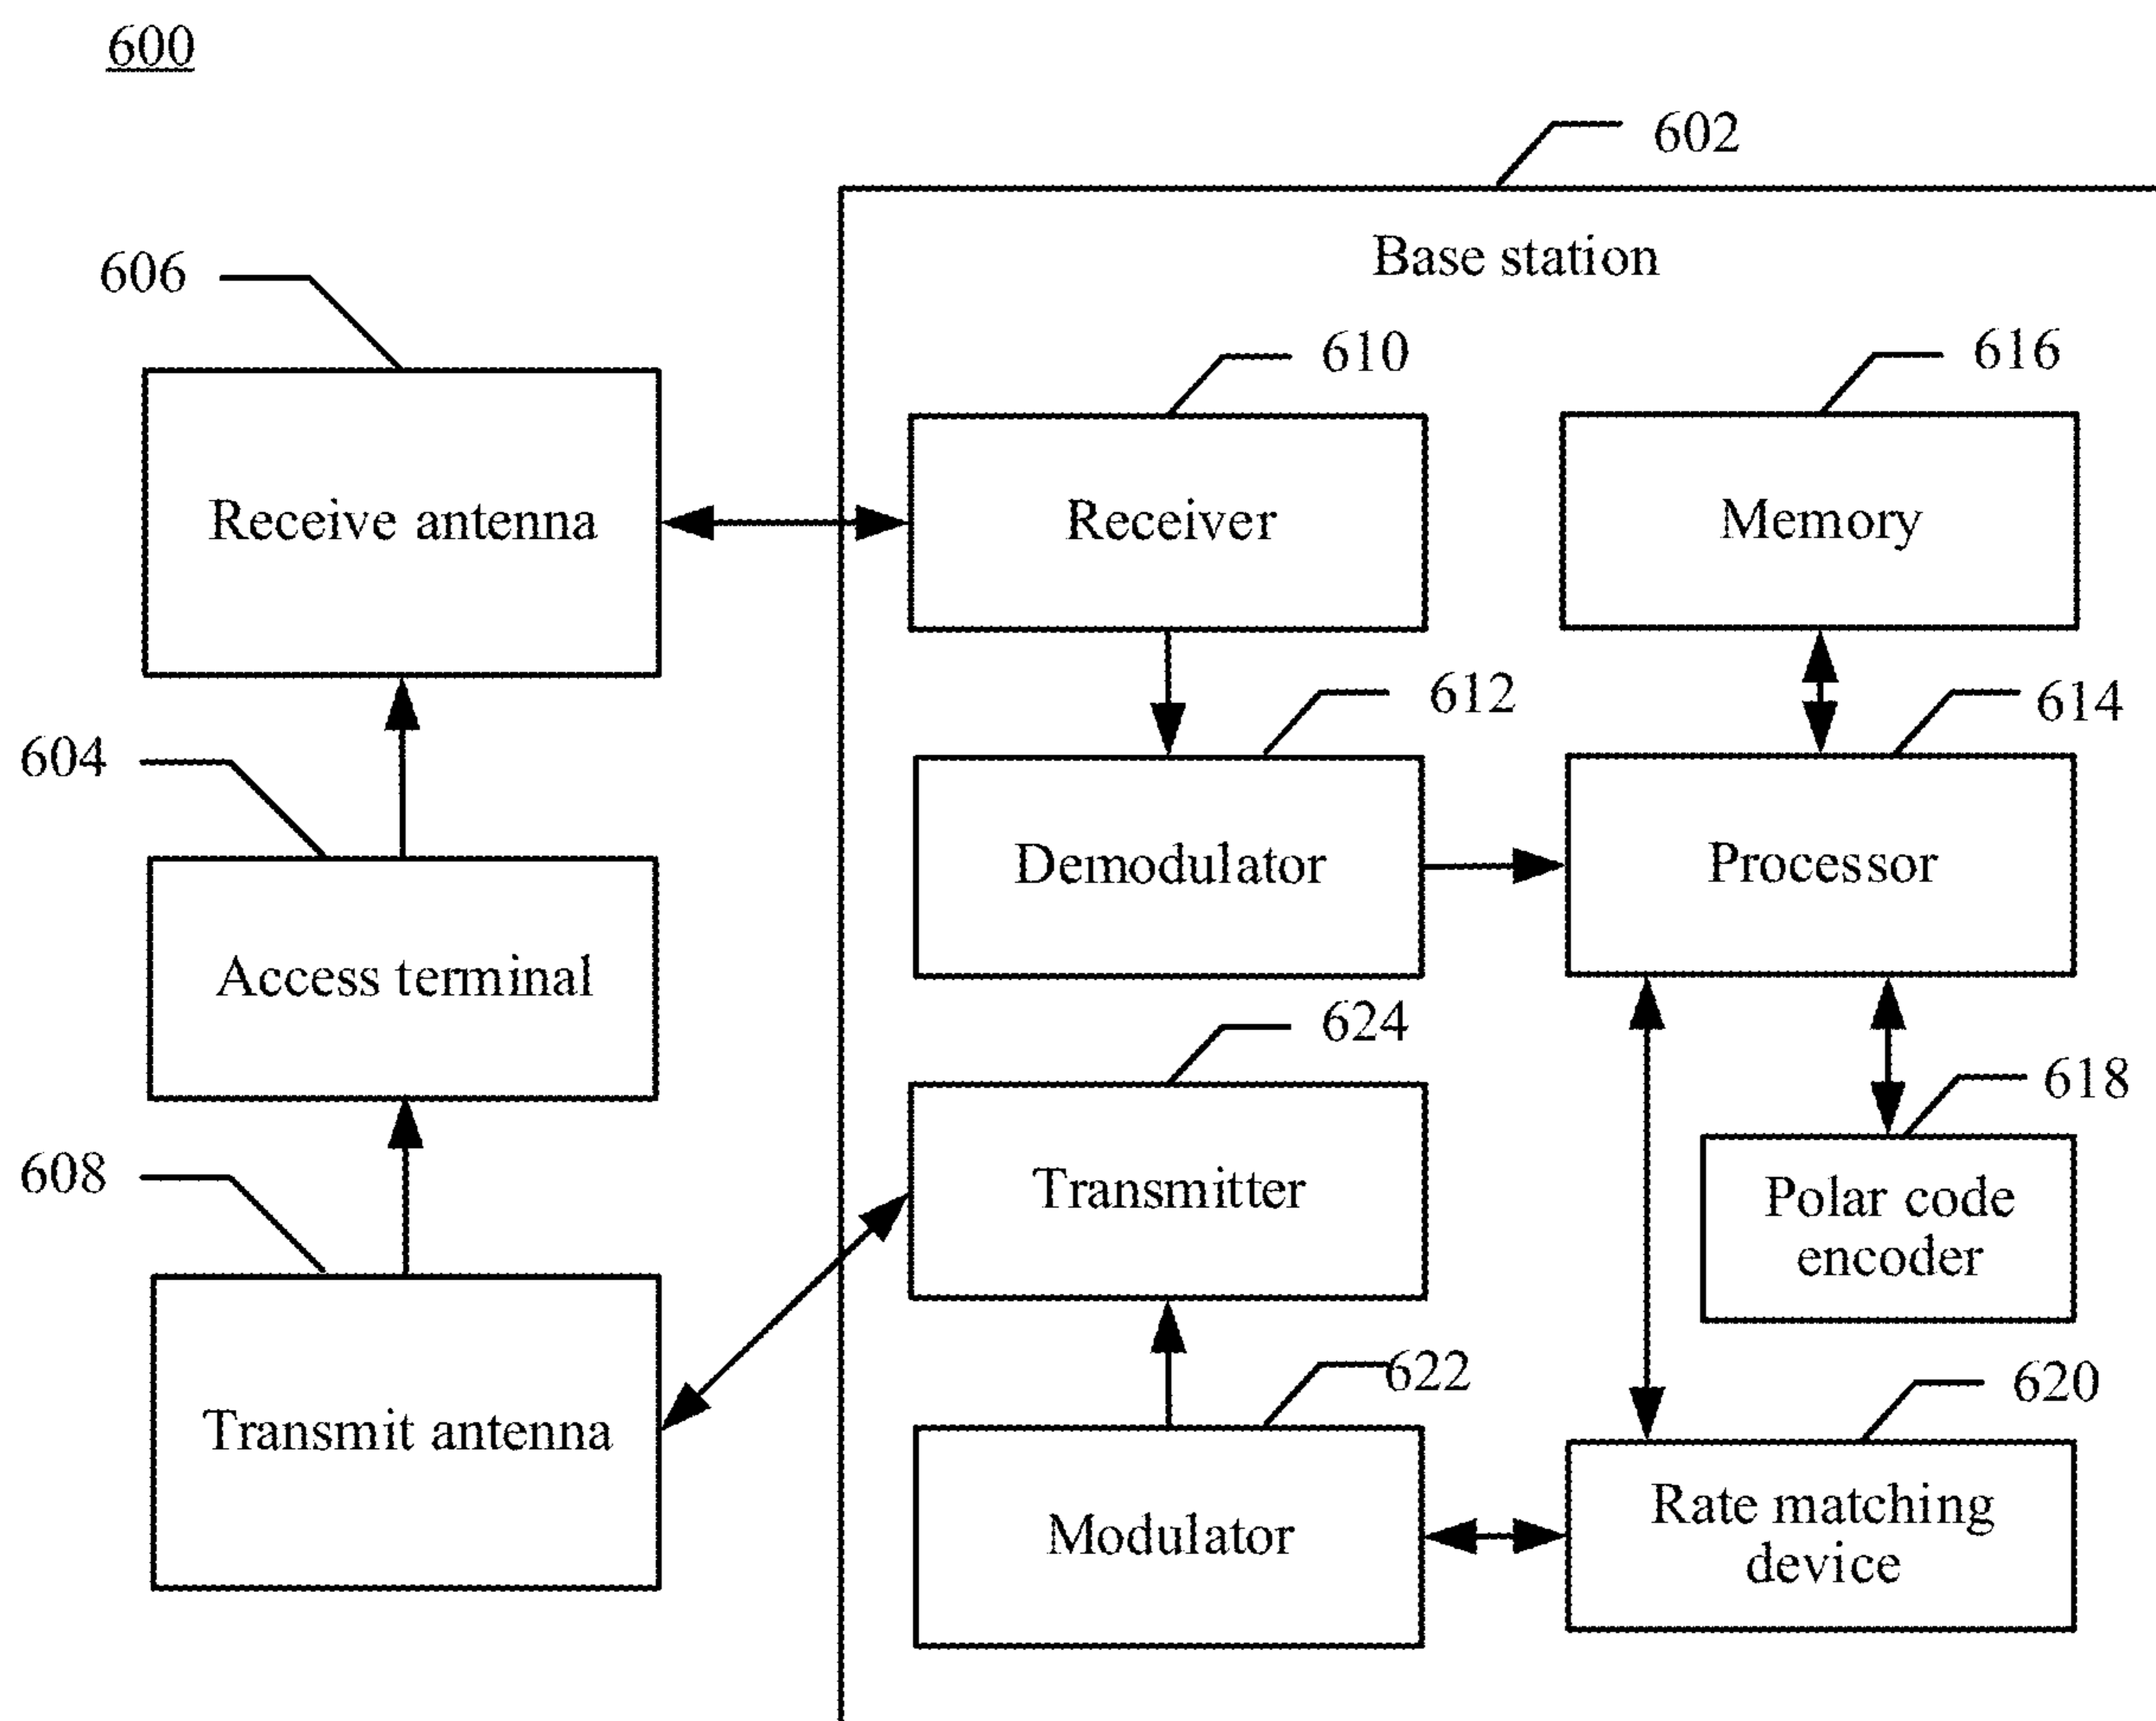 600
602
Base station
606
610
616
Receive antenna
Receiver
Memory
612
614
604
Demodulator
Processor
Access terminal
624
618
608
Transmitter
Polar code
encoder
622
620
Transmit antenna
Modulator
Rate matching
device